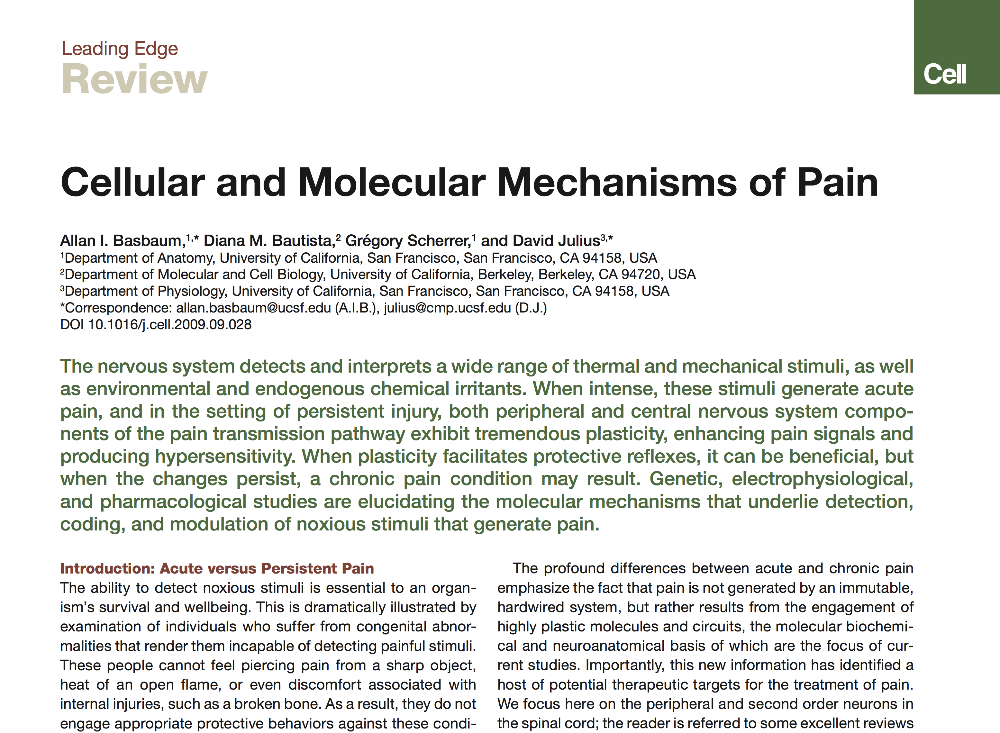 Leading Edge
Review
Cell
Cellular and Molecular Mechanisms of Pain
Allan I. Basbaum,1,* Diana M. Bautista,2 Grégory Scherrer,1 and David Julius3,*
1Department of Anatomy, University of California, San Francisco, San Francisco, CA 94158, USA
2Department of Molecular and Cell Biology, University of California, Berkeley, Berkeley, CA 94720, USA
3Department of Physiology, University of California, San Francisco, San Francisco, CA 94158, USA
*Correspondence: allan.basbaum@ucsf.edu (A.I.B.), julius@cmp.ucsf.edu (D.J.)
DOI 10.1016/j.cell.2009.09.028
The nervous system detects and interprets a wide range of thermal and mechanical stimuli, as well
as environmental and endogenous chemical irritants. When intense, these stimuli generate acute
pain, and in the setting of persistent injury, both peripheral and central nervous system compo-
nents of the pain transmission pathway exhibit tremendous plasticity, enhancing pain signals and
producing hypersensitivity. When plasticity facilitates protective reflexes, it can be beneficial, but
when the changes persist, a chronic pain condition may result. Genetic, electrophysiological,
and pharmacological studies are elucidating the molecular mechanisms that underlie detection,
coding, and modulation of noxious stimuli that generate pain.
Introduction: Acute versus Persistent Pain
The ability to detect noxious stimuli is essential to an organ-
ism's survival and wellbeing. This is dramatically illustrated by
examination of individuals who suffer from congenital abnor-
malities that render them incapable of detecting painful stimuli.
These people cannot feel piercing pain from a sharp object,
heat of an open flame, or even discomfort associated with
internal injuries, such as a broken bone. As a result, they do not
engage appropriate protective behaviors against these condi-
The profound differences between acute and chronic pain
emphasize the fact that pain is not generated by an immutable,
hardwired system, but rather results from the engagement of
highly plastic molecules and circuits, the molecular biochemi-
cal and neuroanatomical basis of which are the focus of cur-
rent studies. Importantly, this new information has identified a
host of potential therapeutic targets for the treatment of pain.
We focus here on the peripheral and second order neurons in
the spinal cord; the reader is referred to some excellent reviews